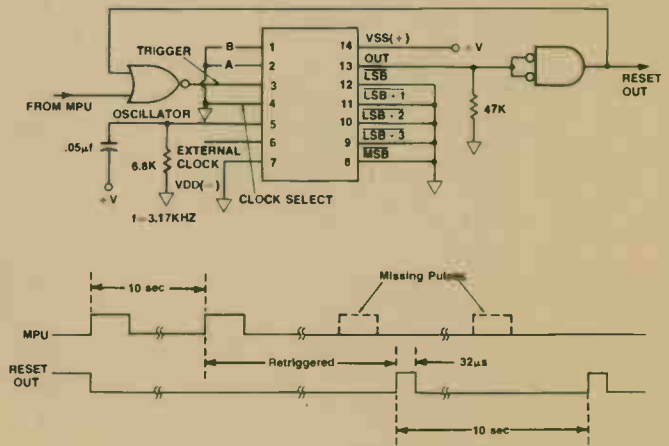 TRIGGER
FROM MPU
OSCILLATOR
.05µf
+ V
6.8K
f = 3.17KHZ
EXTERNAL
CLOCK
VDD(−)
CLOCK SELECT
B
A
1
2
3
4
5
6
7
14
13
12
11
10
9
8
VSS(+)
OUT
LSB
LSB - 1
LSB - 2
LSB - 3
MSB
+ V
47K
RESET
OUT
10 sec
Missing Pulses
MPU
Retriggered
32µs
RESET
OUT
10 sec